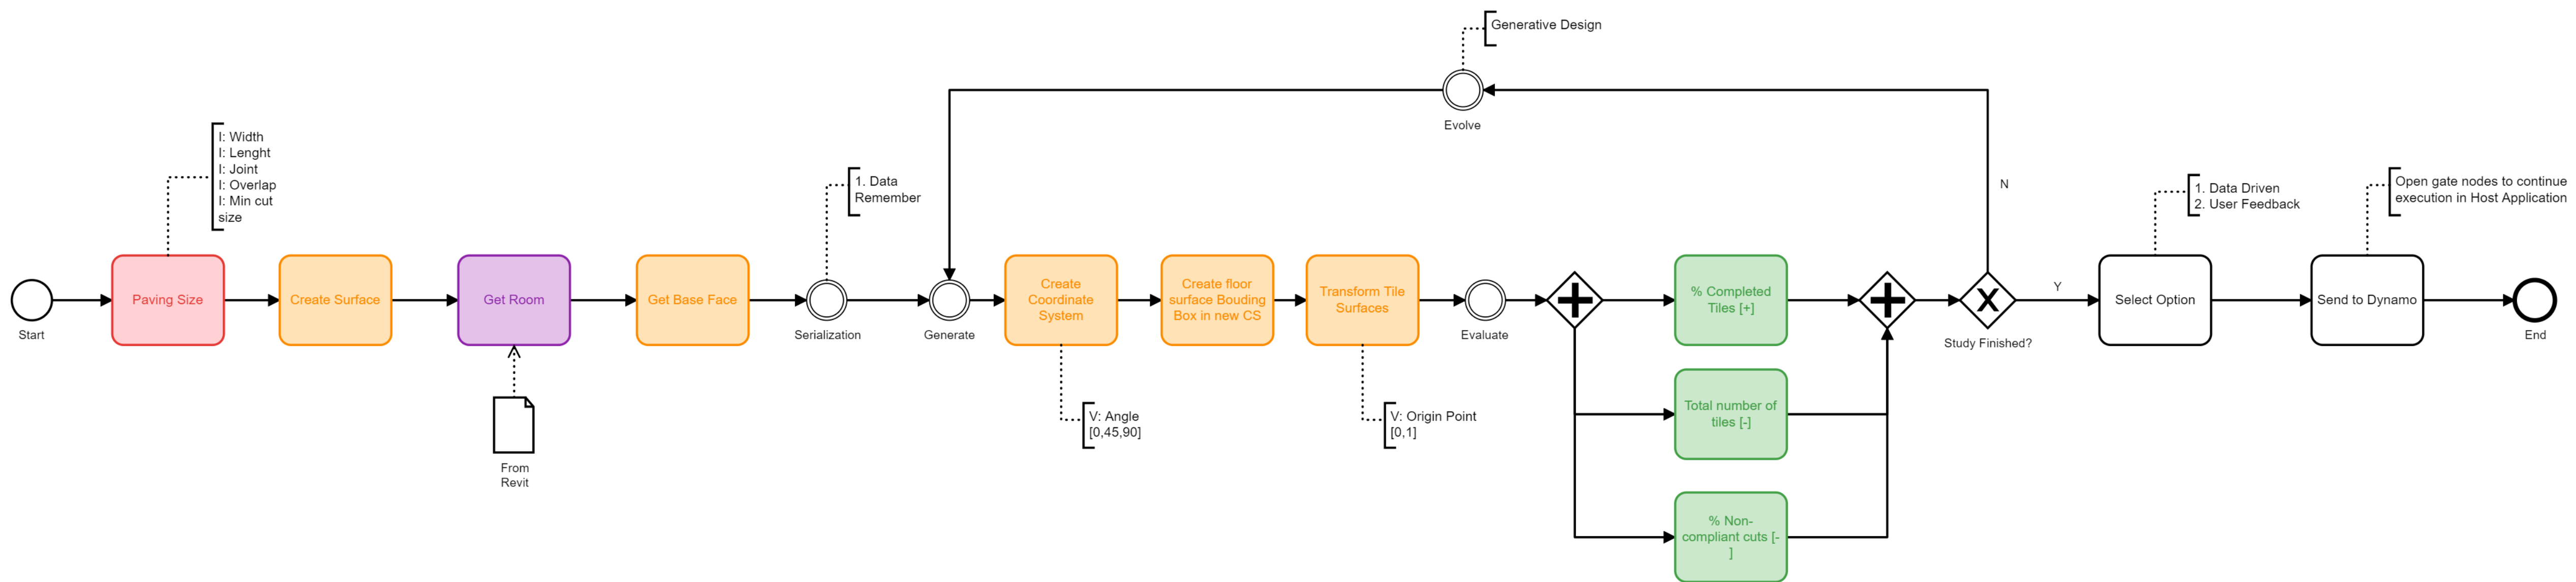 Generative Design
Evolve
I: Width
I: Lenght
I: Joint
I: Overlap
I: Min cut
size
1. Data
Remember
N
1. Data Driven
2. User Feedback
Open gate nodes to continue
execution in Host Application
Start
Paving Size
Create Surface
Get Room
Get Base Face
Serialization
Generate
Create
Coordinate
System
Create floor
surface Bouding
Box in new CS
Transform Tile
Surfaces
Evaluate
% Completed
Tiles [+]
Study Finished?
Y
Select Option
Send to Dynamo
End
From
Revit
V: Angle
[0,45,90]
V: Origin Point
[0,1]
Total number of
tiles [-]
% Non-
compliant cuts [-
]